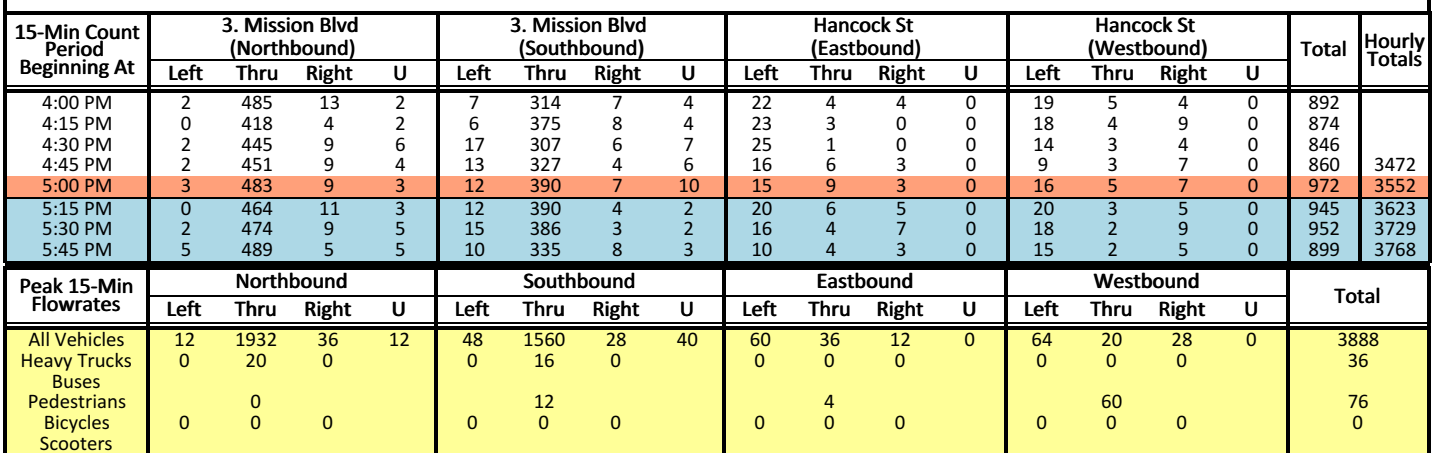 15-Min Count Period Beginning At | 3. Mission Blvd (Northbound) | 3. Mission Blvd (Southbound) | Hancock St (Eastbound) | Hancock St (Westbound) | Total | Hourly Totals
Left Thru Right U Left Thru Right U Left Thru Right U Left Thru Right U
4:00 PM 2 485 13 2 7 314 7 4 22 4 4 0 19 5 4 0 892
4:15 PM 0 418 4 2 6 375 8 4 23 3 0 0 18 4 9 0 874
4:30 PM 2 445 9 6 17 307 6 7 25 1 0 0 14 3 4 0 846
4:45 PM 2 451 9 4 13 327 4 6 16 6 3 0 9 3 7 0 860 3472
5:00 PM 3 483 9 3 12 390 7 10 15 9 3 0 16 5 7 0 972 3552
5:15 PM 0 464 11 3 12 390 4 2 20 6 5 0 20 3 5 0 945 3623
5:30 PM 2 474 9 5 15 386 3 2 16 4 7 0 18 2 9 0 952 3729
5:45 PM 5 489 5 5 10 335 8 3 10 4 3 0 15 2 5 0 899 3768
Peak 15-Min Flowrates | Northbound | Southbound | Eastbound | Westbound | Total
Left Thru Right U Left Thru Right U Left Thru Right U Left Thru Right U
All Vehicles 12 1932 36 12 48 1560 28 40 60 36 12 0 64 20 28 0 3888
Heavy Trucks 0 20 0 0 16 0 0 0 0 0 0 0 36
Buses
Pedestrians 0 12 4 60 76
Bicycles 0 0 0 0 0 0 0 0 0 0 0 0 0
Scooters